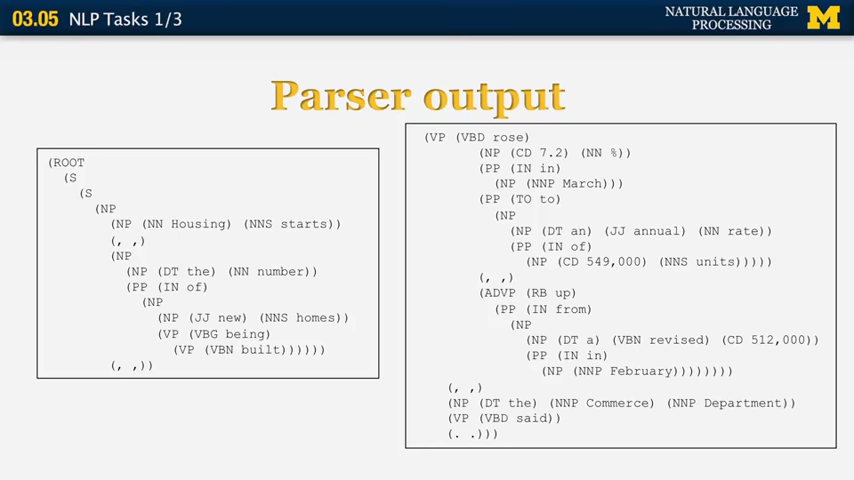 03.05 NLP Tasks 1/3
NATURAL LANGUAGE
PROCESSING
M
Parser output
(ROOT
(S
(S
(NP
(NP (NN Housing) (NNS starts))
(, ,)
(NP
(NP (DT the) (NN number))
(PP (IN of)
(NP
(NP (JJ new) (NNS homes))
(VP (VBG being)
(VP (VBN built))))))
(, ,))
(VP (VBD rose)
(NP (CD 7.2) (NN %))
(PP (IN in)
(NP (NNP March)))
(PP (TO to)
(NP
(NP (DT an) (JJ annual) (NN rate))
(PP (IN of)
(NP (CD 549,000) (NNS units)))))
(, ,)
(ADVP (RB up)
(PP (IN from)
(NP
(NP (DT a) (VBN revised) (CD 512,000))
(PP (IN in)
(NP (NNP February))))))))
(, ,)
(NP (DT the) (NNP Commerce) (NNP Department))
(VP (VBD said))
(. .)))